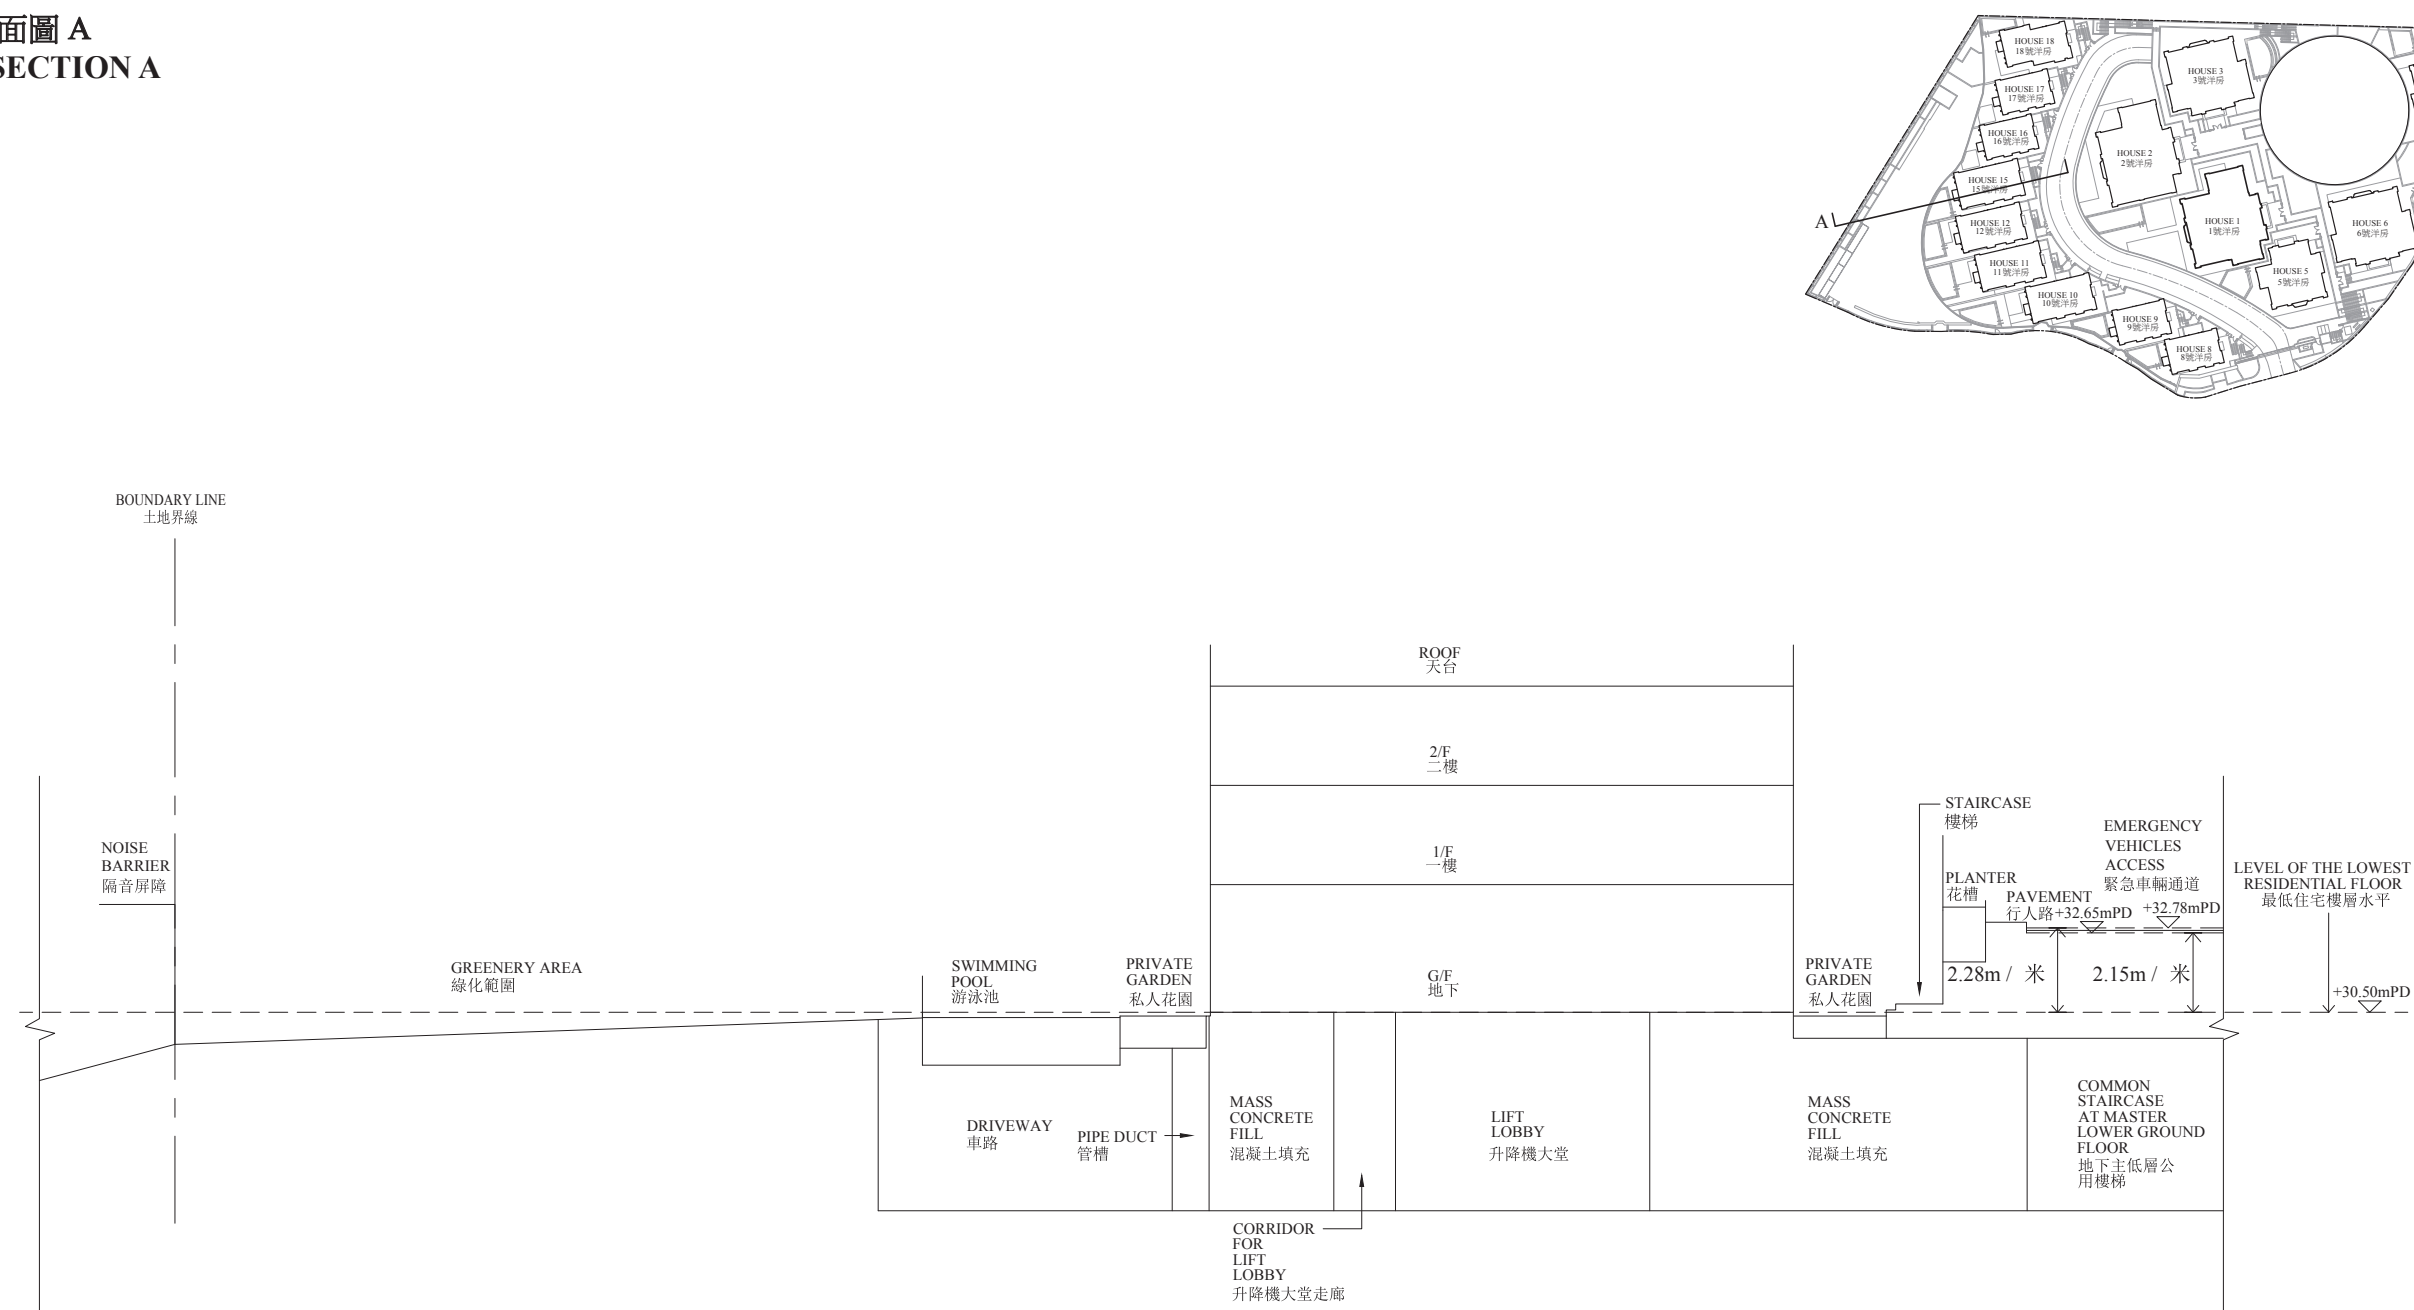 面圖 A
SECTION A
HOUSE 18
18號洋房
HOUSE 17
17號洋房
HOUSE 16
16號洋房
HOUSE 15
15號洋房
HOUSE 12
12號洋房
HOUSE 11
11號洋房
HOUSE 10
10號洋房
HOUSE 9
9號洋房
HOUSE 8
8號洋房
HOUSE 3
3號洋房
HOUSE 2
2號洋房
HOUSE 1
1號洋房
HOUSE 6
6號洋房
HOUSE 5
5號洋房
A
BOUNDARY LINE
土地界線
NOISE
BARRIER
隔音屏障
GREENERY AREA
綠化範圍
SWIMMING
POOL
游泳池
PRIVATE
GARDEN
私人花園
ROOF
天台
2/F
二樓
1/F
一樓
G/F
地下
PRIVATE
GARDEN
私人花園
STAIRCASE
樓梯
PLANTER
花槽
PAVEMENT
行人路+32.65mPD
EMERGENCY
VEHICLES
ACCESS
緊急車輛通道
+32.78mPD
2.28m / 米
2.15m / 米
LEVEL OF THE LOWEST
RESIDENTIAL FLOOR
最低住宅樓層水平
+30.50mPD
DRIVEWAY
車路
PIPE DUCT
管槽
MASS
CONCRETE
FILL
混凝土填充
CORRIDOR
FOR
LIFT
LOBBY
升降機大堂走廊
LIFT
LOBBY
升降機大堂
MASS
CONCRETE
FILL
混凝土填充
COMMON
STAIRCASE
AT MASTER
LOWER GROUND
FLOOR
地下主低層公
用樓梯